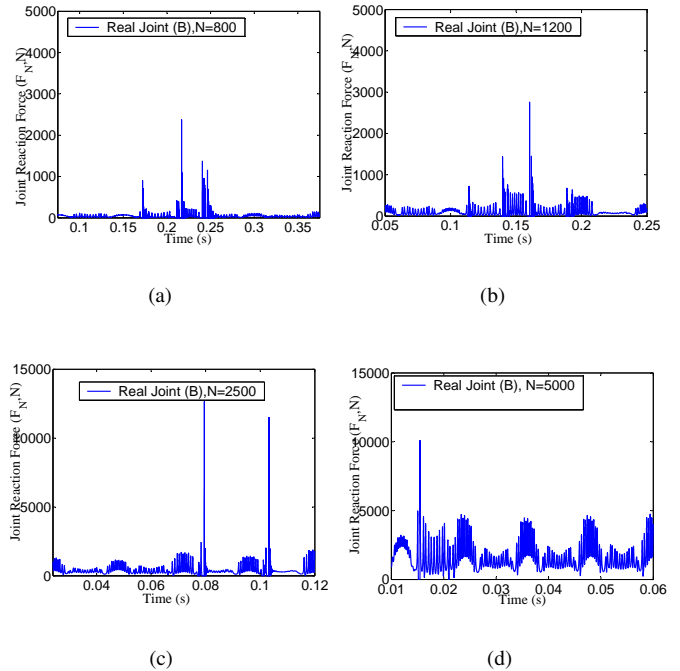 5000
4000
3000
2000
1000
0
Joint Reaction Force (F_N,N)
Real Joint (B),N=800
0.1 0.15 0.2 0.25 0.3 0.35
Time (s)
(a)
5000
4000
3000
2000
1000
0
Joint Reaction Force (F_N,N)
Real Joint (B),N=1200
0.05 0.1 0.15 0.2 0.25
Time (s)
(b)
15000
10000
5000
0
Joint Reaction Force (F_N,N)
Real Joint (B),N=2500
0.04 0.06 0.08 0.1 0.12
Time (s)
(c)
15000
10000
5000
0
Joint Reaction Force (F_N,N)
Real Joint (B), N=5000
0.01 0.02 0.03 0.04 0.05 0.06
Time (s)
(d)